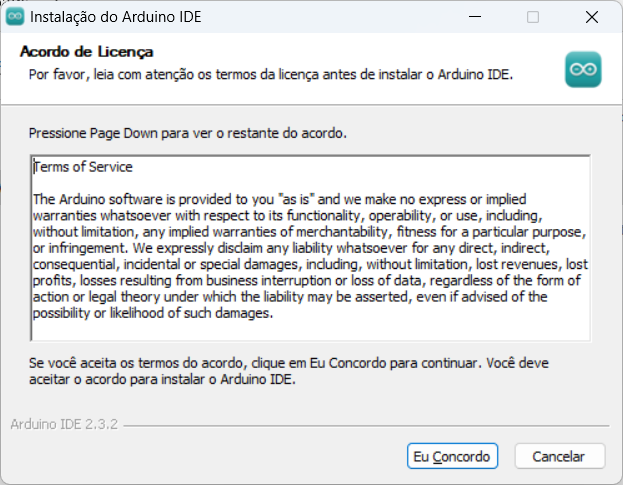 Instalação do Arduino IDE
Acordo de Licença
Por favor, leia com atenção os termos da licença antes de instalar o Arduino IDE.
Pressione Page Down para ver o restante do acordo.
Terms of Service
The Arduino software is provided to you "as is" and we make no express or implied
warranties whatsoever with respect to its functionality, operability, or use, including,
without limitation, any implied warranties of merchantability, fitness for a particular purpose,
or infringement. We expressly disclaim any liability whatsoever for any direct, indirect,
consequential, incidental or special damages, including, without limitation, lost revenues, lost
profits, losses resulting from business interruption or loss of data, regardless of the form of
action or legal theory under which the liability may be asserted, even if advised of the
possibility or likelihood of such damages.
Se você aceita os termos do acordo, clique em Eu Concordo para continuar. Você deve
aceitar o acordo para instalar o Arduino IDE.
Arduino IDE 2.3.2
Eu Concordo
Cancelar